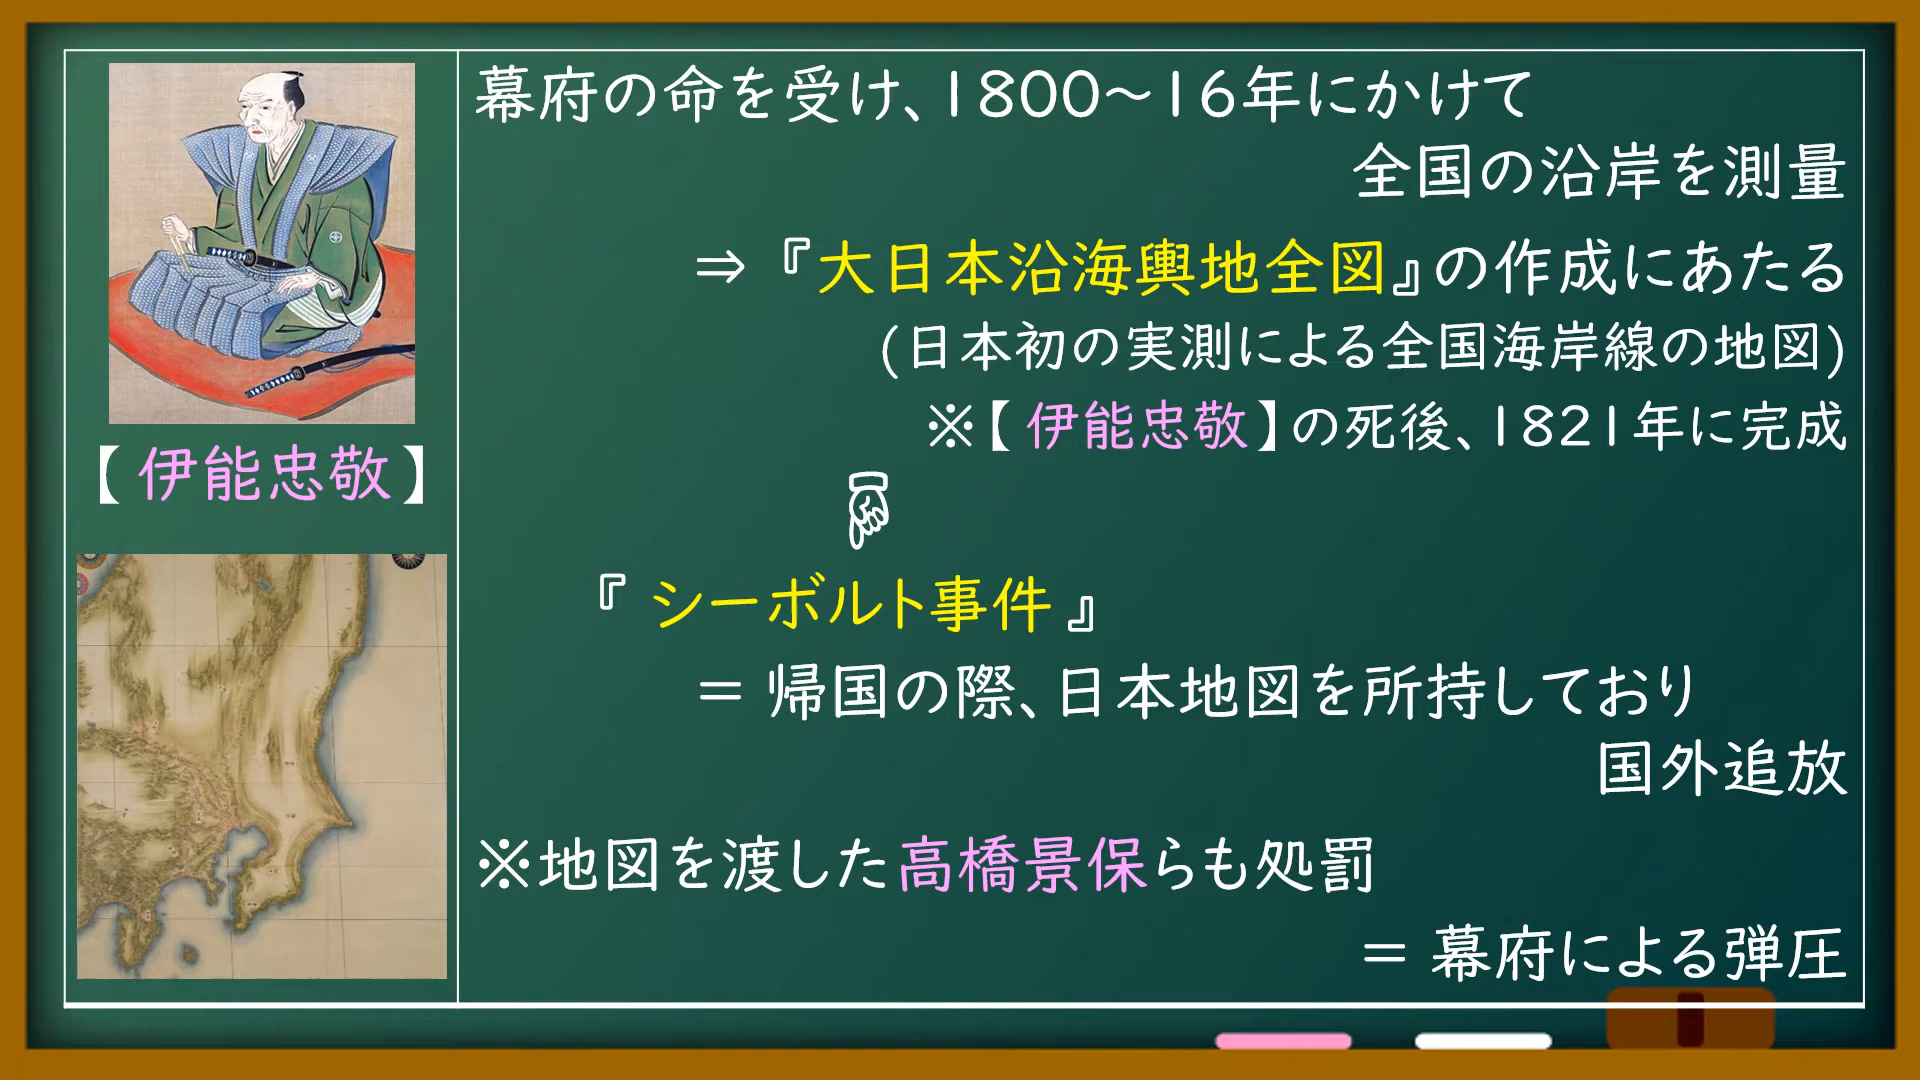 【伊能忠敬】
幕府の命を受け、1800～16年にかけて
全国の沿岸を測量
⇒『大日本沿海輿地全図』の作成にあたる
(日本初の実測による全国海岸線の地図)
※【伊能忠敬】の死後、1821年に完成
☟
『シーボルト事件』
＝帰国の際、日本地図を所持しており
国外追放
※地図を渡した高橋景保らも処罰
＝幕府による弾圧